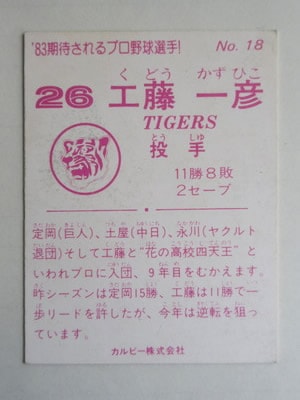 '83期待されるプロ野球選手! No. 18
く どう かず ひこ
26 工藤 一彦
TIGERS
とう しゅ
投手
11勝8敗
2セーブ
定岡(巨人)、土屋(中日)、永川(ヤクルト
退団)そして工藤と"花の高校四天王"と
いわれプロに入団、9年目をむかえます。
昨シーズンは定岡15勝、工藤は11勝で一
歩リードを許したが、今年は逆転を狙っ
ています。
カルビー株式会社